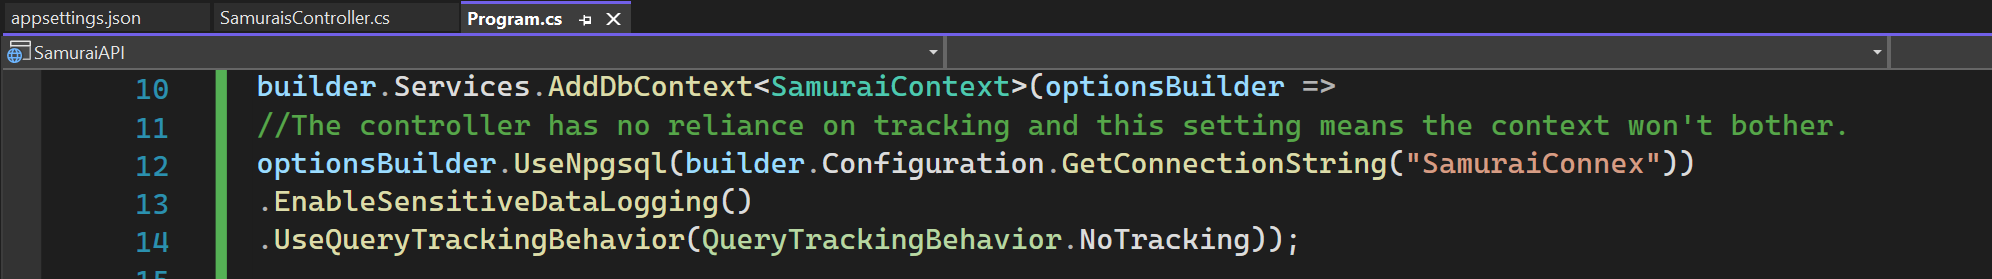 appsettings.json SamuraisController.cs Program.cs
SamuraiAPI
10 builder.Services.AddDbContext<SamuraiContext>(optionsBuilder =>
11 //The controller has no reliance on tracking and this setting means the context won't bother.
12 optionsBuilder.UseNpgsql(builder.Configuration.GetConnectionString("SamuraiConnex"))
13 .EnableSensitiveDataLogging()
14 .UseQueryTrackingBehavior(QueryTrackingBehavior.NoTracking));